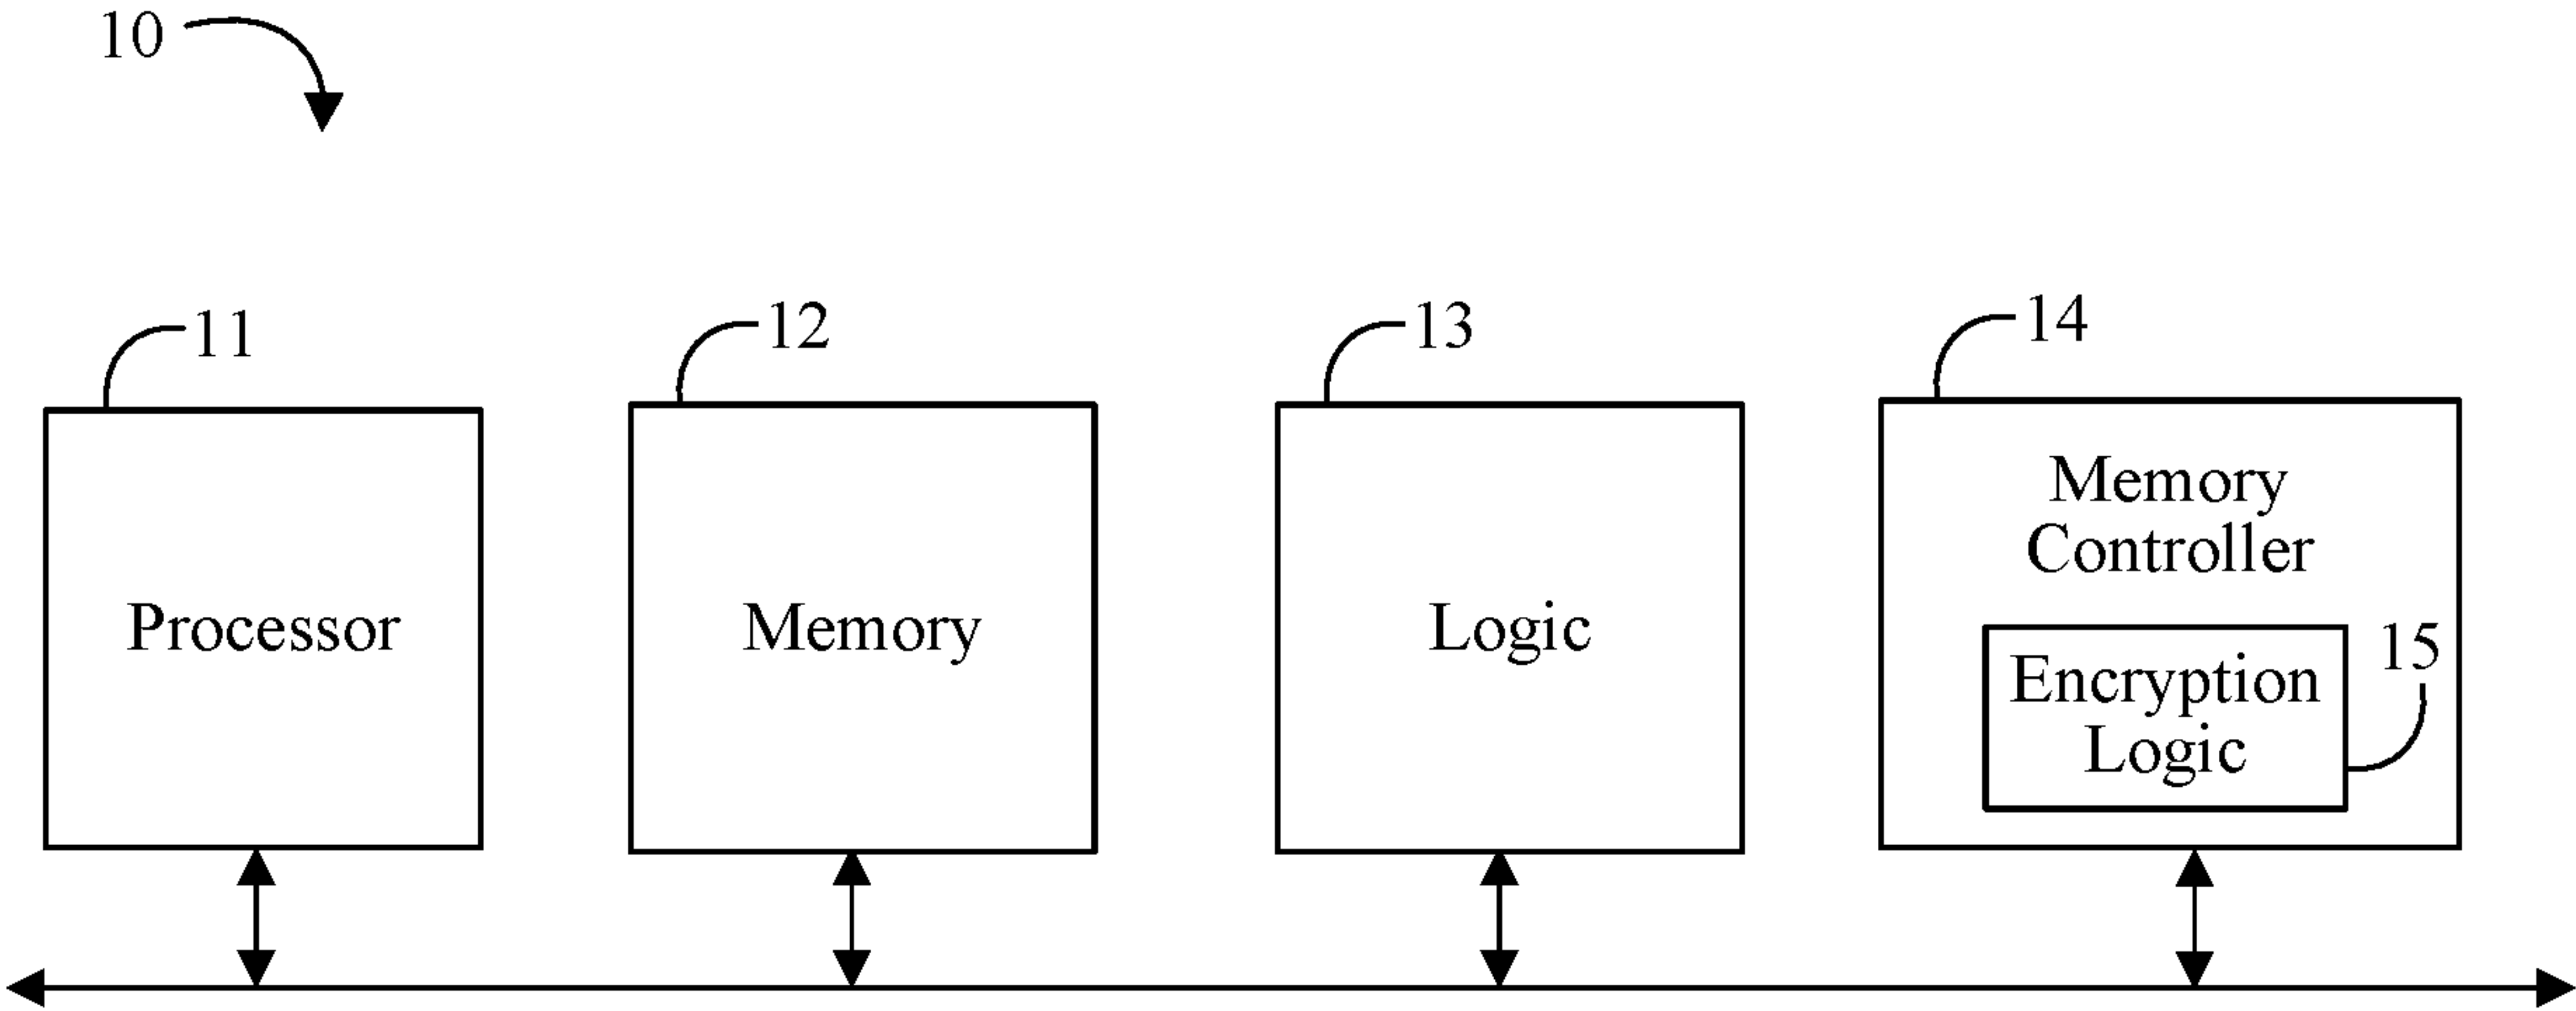 10
11
12
13
14
Processor
Memory
Logic
Memory
Controller
Encryption
Logic
15